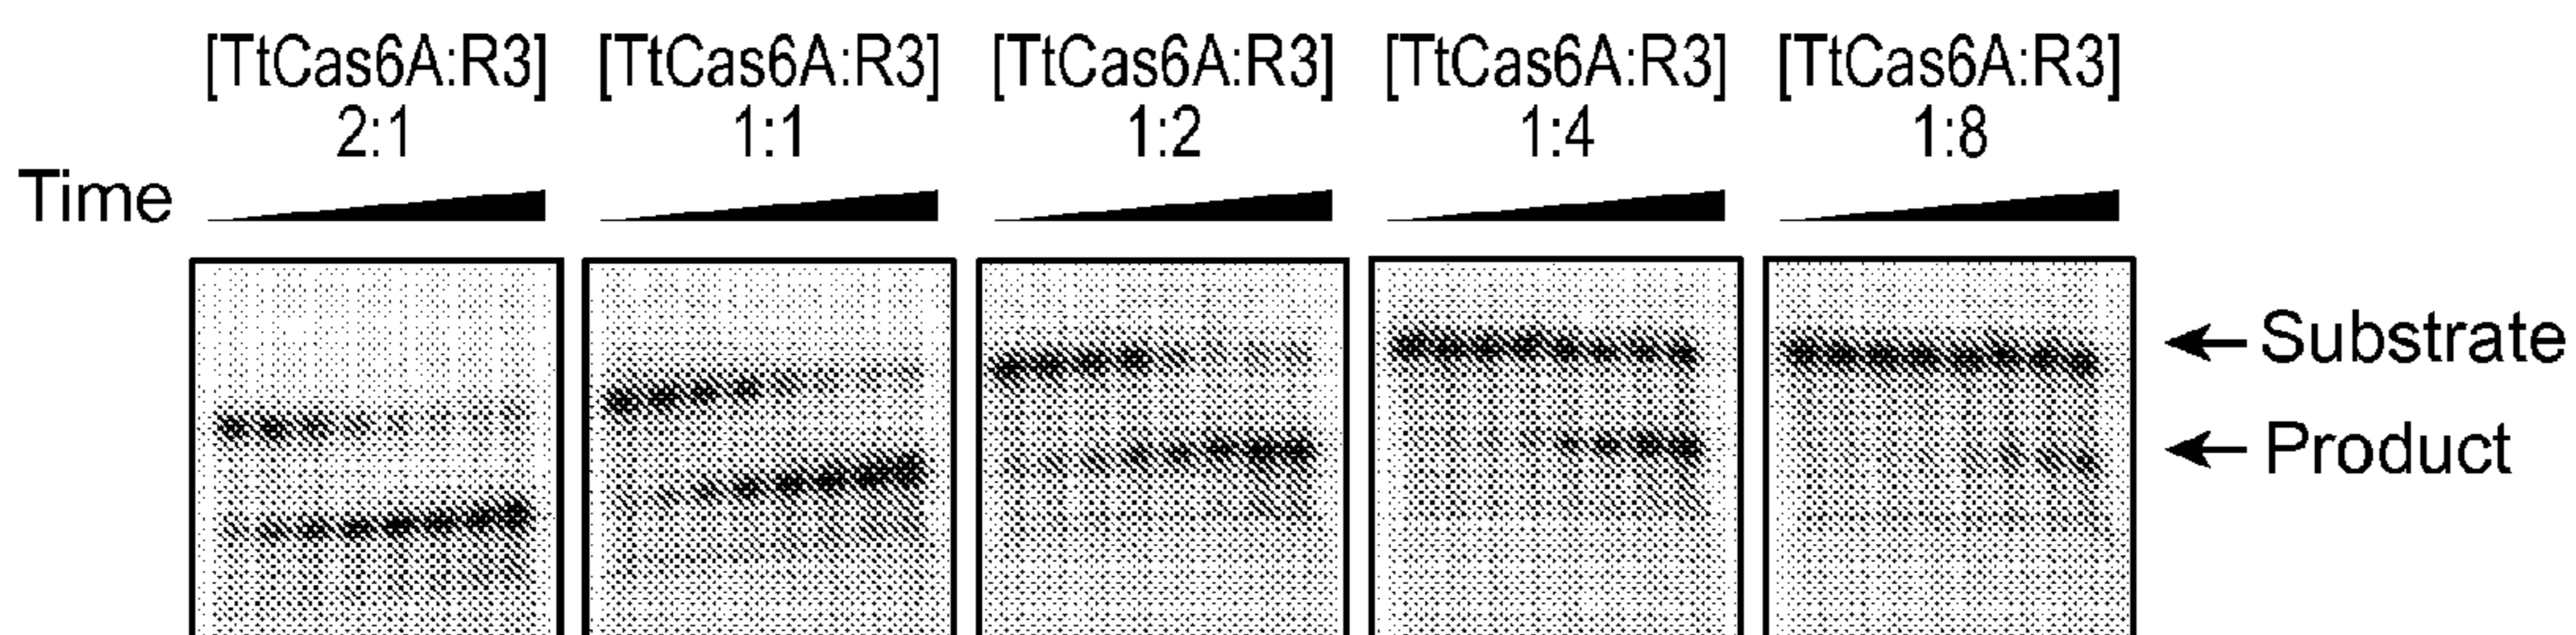 [TtCas6A:R3] [TtCas6A:R3] [TtCas6A:R3] [TtCas6A:R3] [TtCas6A:R3]
2:1 1:1 1:2 1:4 1:8
Time
Substrate
Product